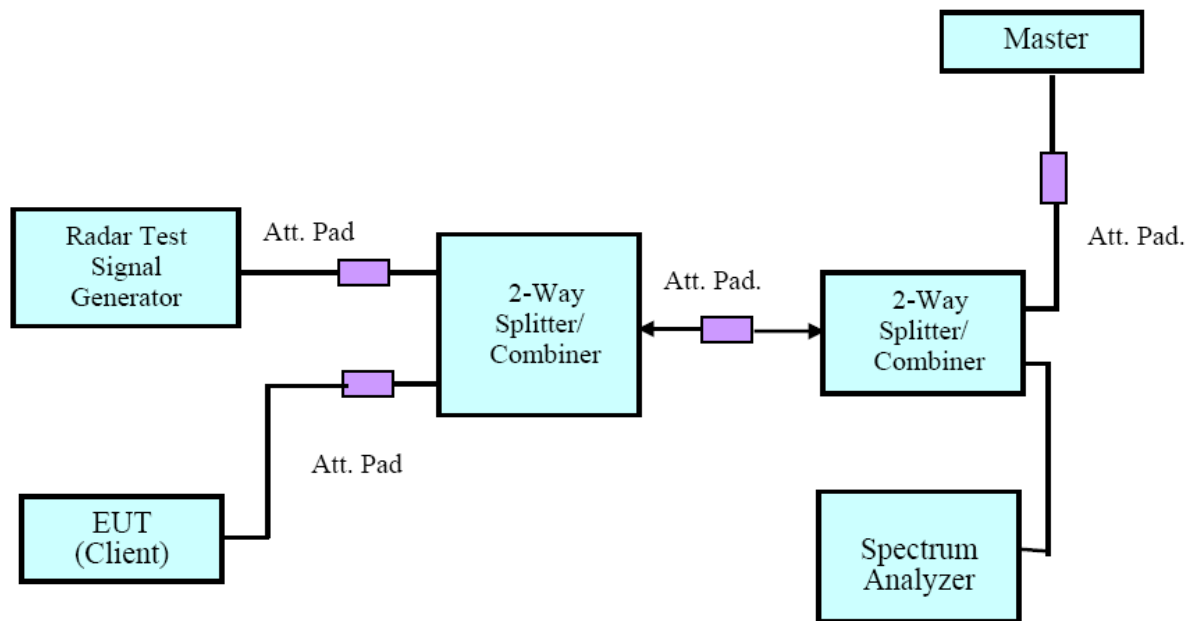 Master
Att. Pad.
Radar Test
Signal
Generator
Att. Pad
2-Way
Splitter/
Combiner
Att. Pad.
2-Way
Splitter/
Combiner
Att. Pad
EUT
(Client)
Spectrum
Analyzer